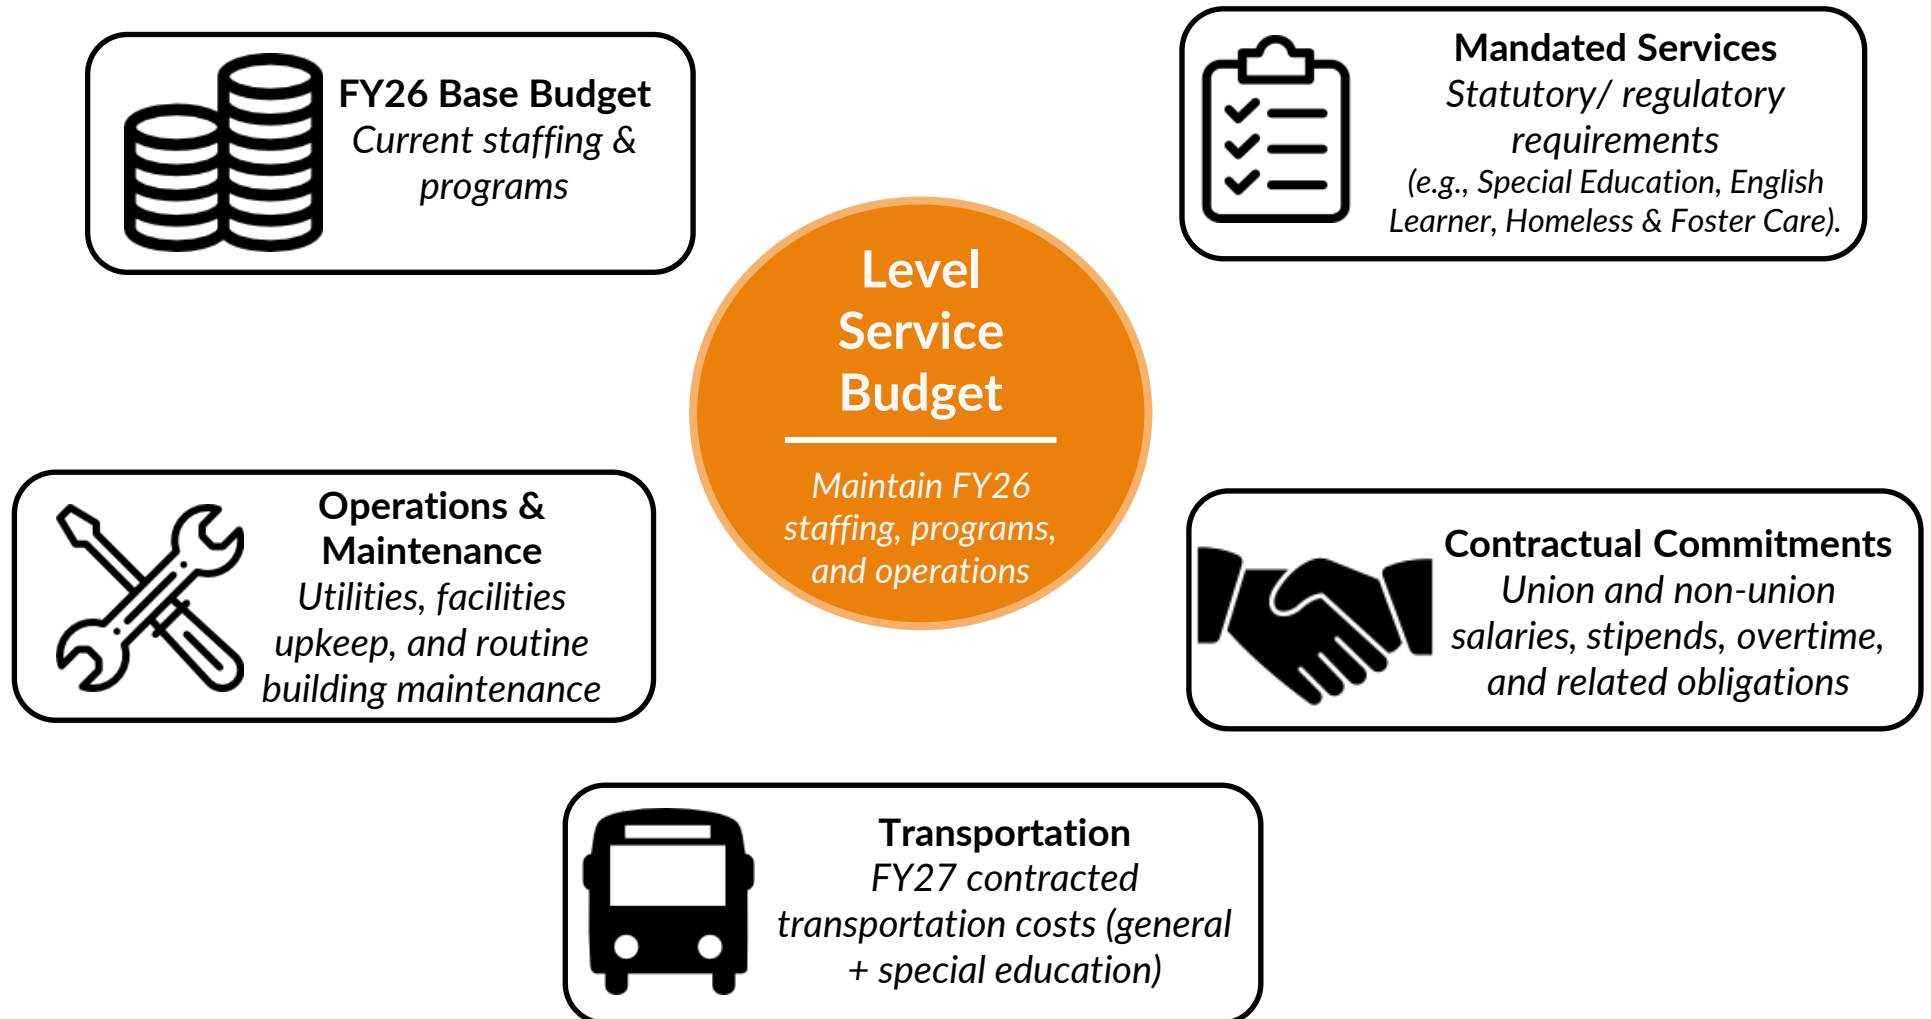 FY26 Base Budget
Current staffing &
programs
Mandated Services
Statutory/ regulatory
requirements
(e.g., Special Education, English
Learner, Homeless & Foster Care).
Level
Service
Budget
Maintain FY26
staffing, programs,
and operations
Operations &
Maintenance
Utilities, facilities
upkeep, and routine
building maintenance
Contractual Commitments
Union and non-union
salaries, stipends, overtime,
and related obligations
Transportation
FY27 contracted
transportation costs (general
+ special education)